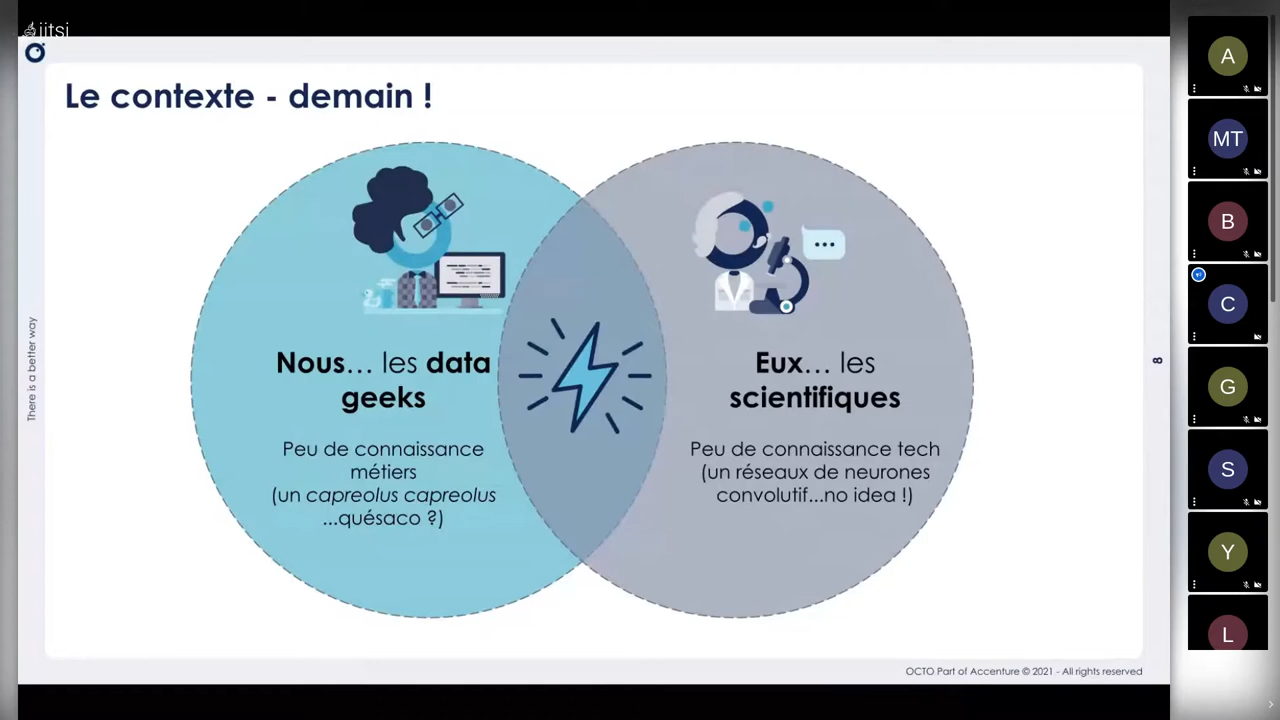 jitsi
Le contexte - demain !
Nous... les data
geeks
Peu de connaissance
métiers
(un capreolus capreolus
...quésaco ?)
Eux... les
scientifiques
Peu de connaissance tech
(un réseaux de neurones
convolutif...no idea !)
There is a better way
8
OCTO Part of Accenture © 2021 - All rights reserved
A
MT
B
C
G
S
Y
L